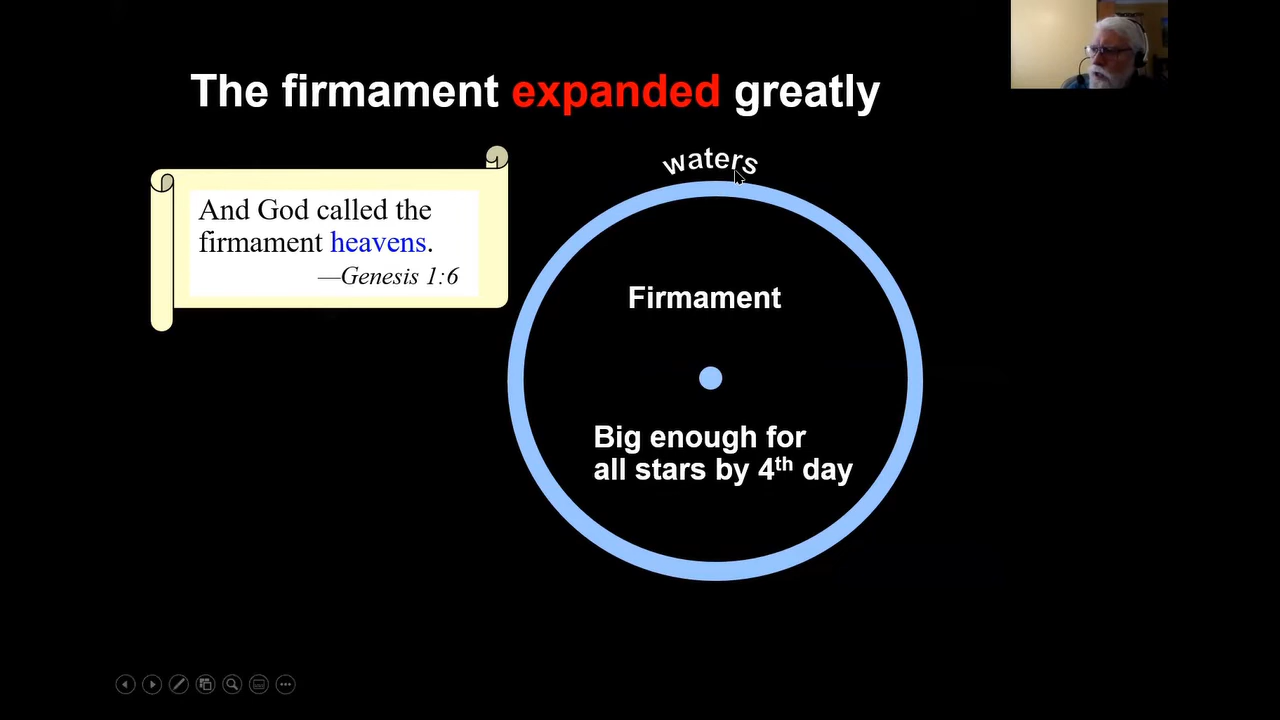 The firmament expanded greatly
And God called the
firmament heavens.
—Genesis 1:6
waters
Firmament
Big enough for
all stars by 4th day